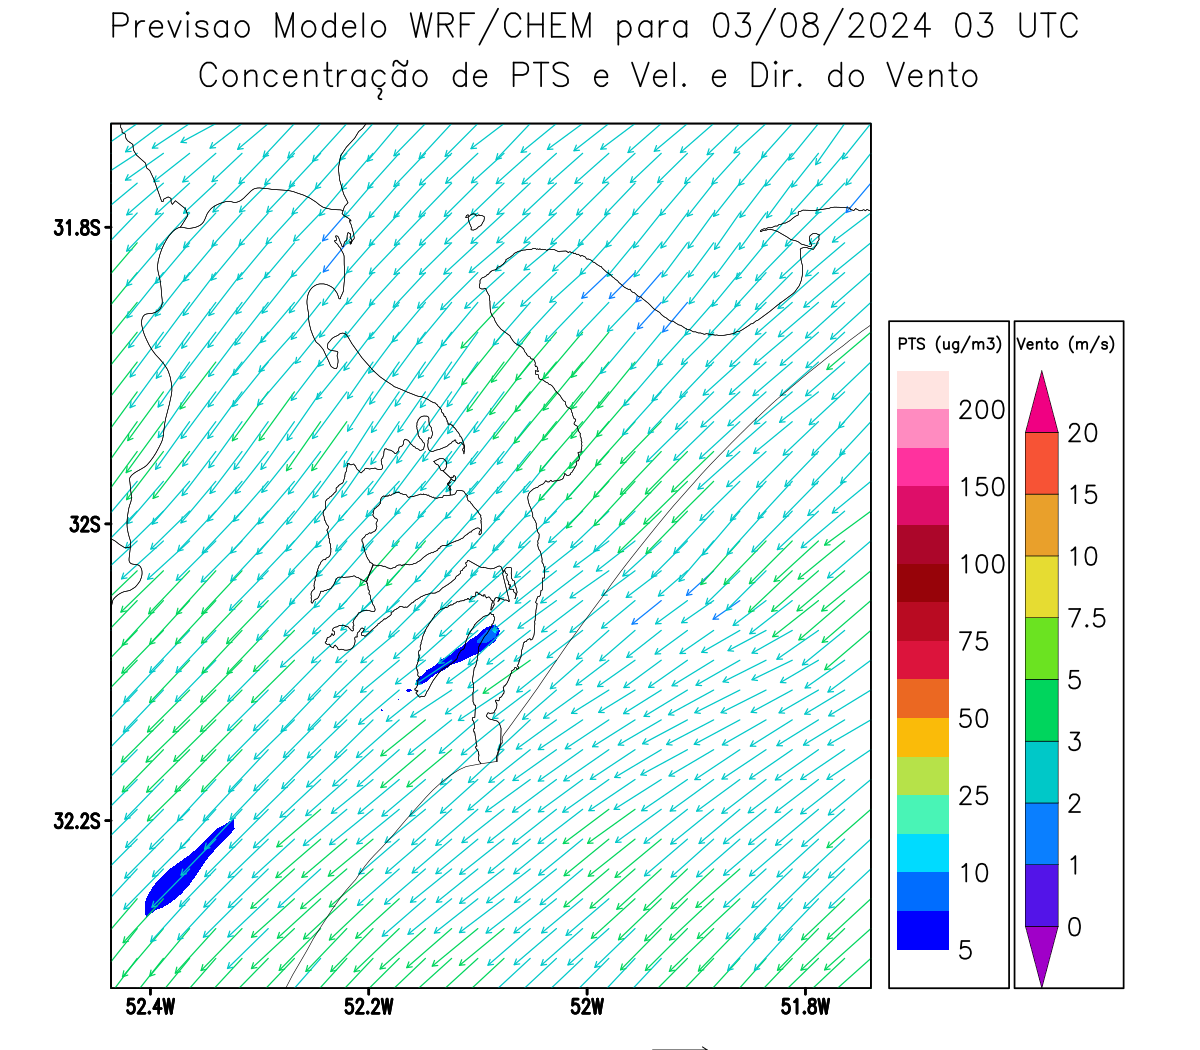 Previsao Modelo WRF/CHEM para 03/08/2024 03 UTC
Concentração de PTS e Vel. e Dir. do Vento
31.8S
32S
32.2S
52.4W 52.2W 52W 51.8W
PTS (ug/m3)
200
150
100
75
50
25
10
5
Vento (m/s)
20
15
10
7.5
5
3
2
1
0